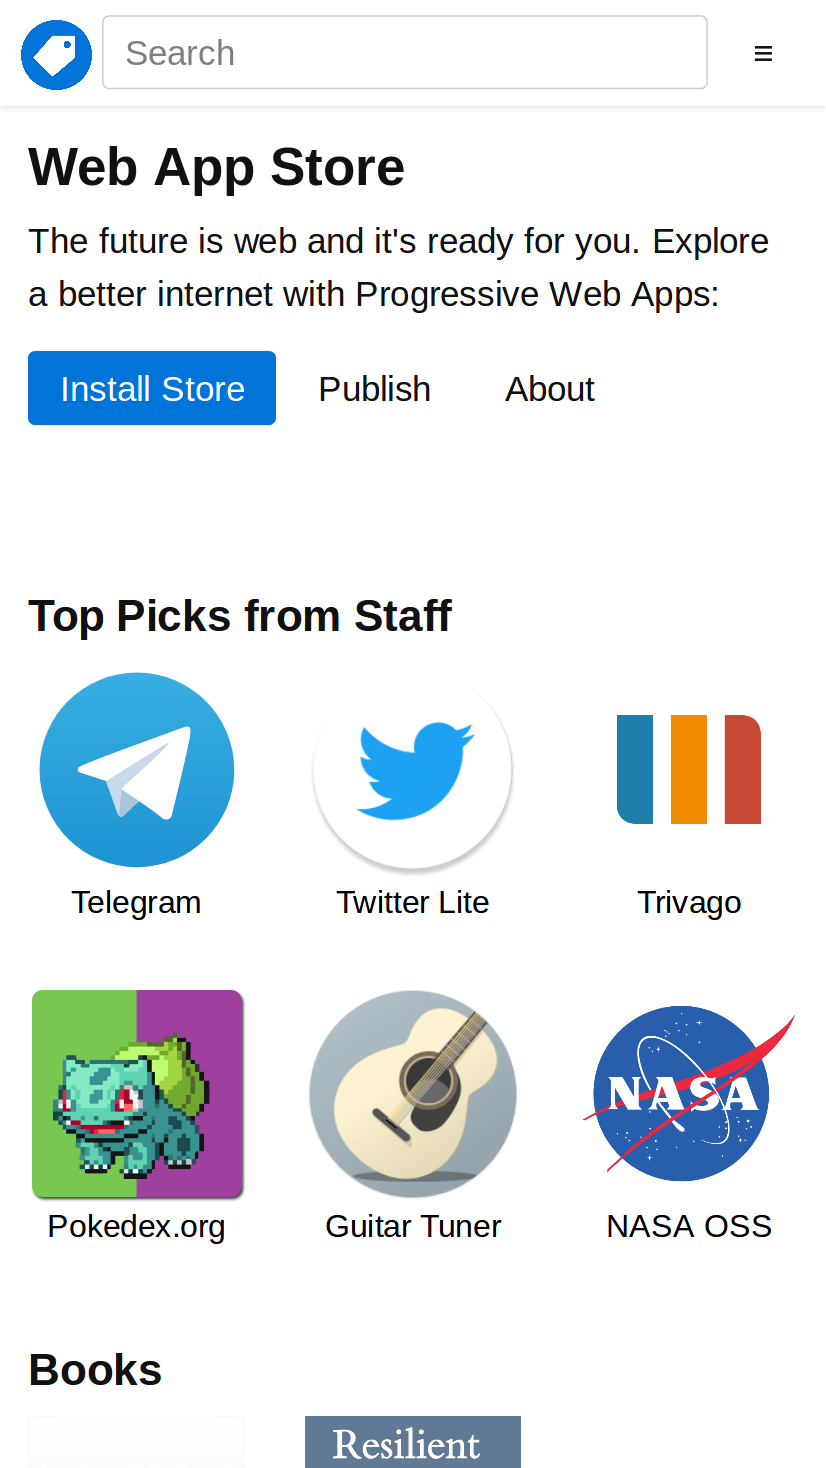 Search
≡
Web App Store
The future is web and it's ready for you. Explore
a better internet with Progressive Web Apps:
Install Store Publish About
Top Picks from Staff
Telegram Twitter Lite Trivago
NASA
Pokedex.org Guitar Tuner NASA OSS
Books
Resilient